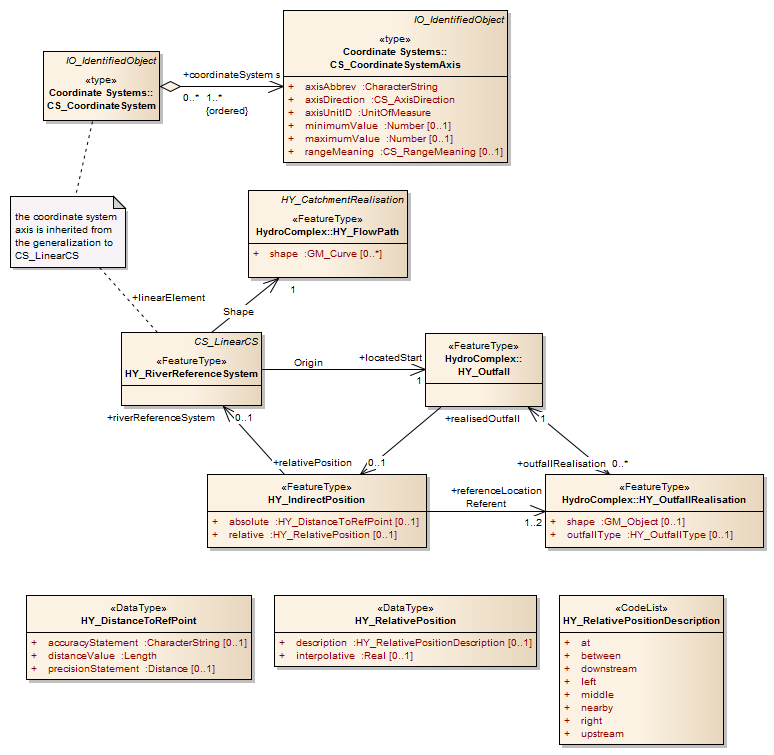 IO_IdentifiedObject
«type»
Coordinate Systems::
CS_CoordinateSystemAxis
+ axisAbbrev :CharacterString
+ axisDirection :CS_AxisDirection
+ axisUnitID :UnitOfMeasure
+ minimumValue :Number [0..1]
+ maximumValue :Number [0..1]
+ rangeMeaning :CS_RangeMeaning [0..1]
IO_IdentifiedObject
«type»
Coordinate Systems::
CS_CoordinateSystem
+coordinateSystem s
0..* 1..*
{ordered}
the coordinate system
axis is inherited from
the generalization to
CS_LinearCS
HY_CatchmentRealisation
«FeatureType»
HydroComplex::HY_FlowPath
+ shape :GM_Curve [0..*]
1
+linearElement
Shape
CS_LinearCS
«FeatureType»
HY_RiverReferenceSystem
Origin
+locatedStart
1
«FeatureType»
HydroComplex::
HY_Outfall
+riverReferenceSystem
0..1
+realisedOutfall
1
+relativePosition
0..1
+outfallRealisation 0..*
«FeatureType»
HY_IndirectPosition
+ absolute :HY_DistanceToRefPoint [0..1]
+ relative :HY_RelativePosition [0..1]
+referenceLocation
Referent
1..2
«FeatureType»
HydroComplex::HY_OutfallRealisation
+ shape :GM_Object [0..1]
+ outfallType :HY_OutfallType [0..1]
«DataType»
HY_DistanceToRefPoint
+ accuracyStatement :CharacterString [0..1]
+ distanceValue :Length
+ precisionStatement :Distance [0..1]
«DataType»
HY_RelativePosition
+ description :HY_RelativePositionDescription [0..1]
+ interpolative :Real [0..1]
«CodeList»
HY_RelativePositionDescription
+ at
+ between
+ downstream
+ left
+ middle
+ nearby
+ right
+ upstream